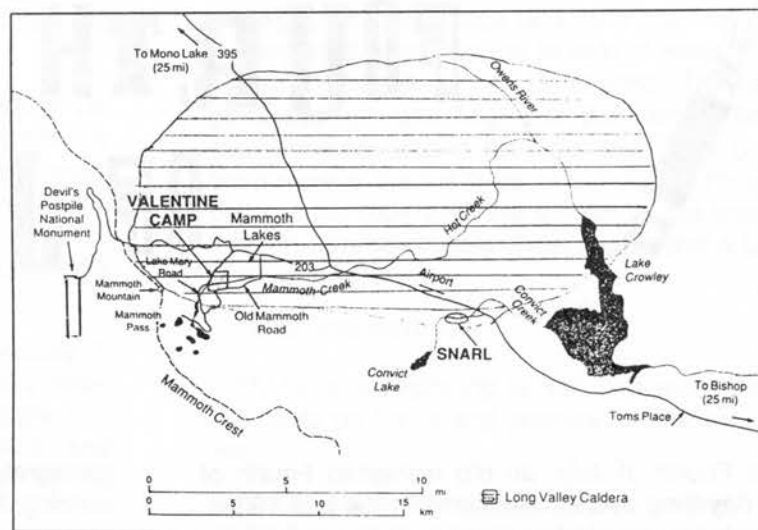 To Mono Lake 395
(25 mi)
Owens River
Devil's
Postpile
National
Monument
VALENTINE
CAMP
Mammoth
Lakes
Hot Creek
Lake Mary
Road
203
Airport
Lake
Crowley
Mammoth
Mountain
Mammoth Creek
Convict
Creek
Mammoth
Pass
Old Mammoth
Road
SNARL
Convict
Lake
To Bishop
(25 mi)
Mammoth Crest
Toms Place
0 5 10
mi
0 5 10 15
km
Long Valley Caldera